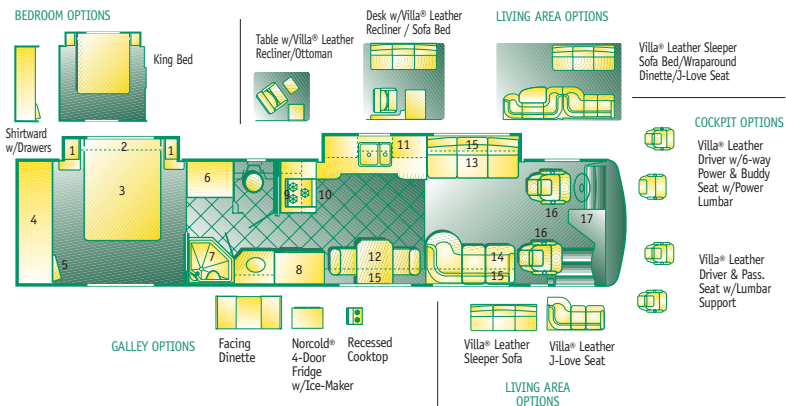 BEDROOM OPTIONS
King Bed
Shirtward
w/Drawers
Table w/Villa® Leather
Recliner/Ottoman
Desk w/Villa® Leather
Recliner / Sofa Bed
LIVING AREA OPTIONS
Villa® Leather Sleeper
Sofa Bed/Wraparound
Dinette/J-Love Seat
COCKPIT OPTIONS
Villa® Leather
Driver w/6-way
Power & Buddy
Seat w/Power
Lumbar
Villa® Leather
Driver & Pass.
Seat w/Lumbar
Support
1
2
1
3
4
5
6
7
8
9
10
11
12
15
15
13
14
15
16
16
17
GALLEY OPTIONS
Facing
Dinette
Norcold®
4-Door
Fridge
w/Ice-Maker
Recessed
Cooktop
Villa® Leather
Sleeper Sofa
Villa® Leather
J-Love Seat
LIVING AREA
OPTIONS